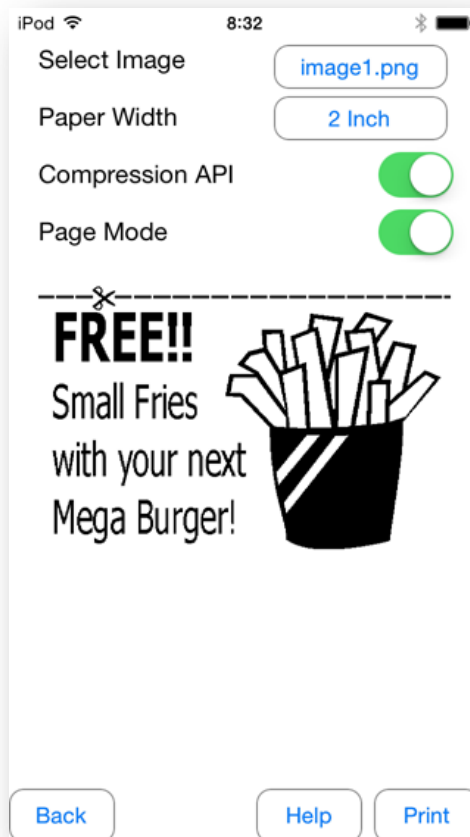 iPod 8:32
Select Image image1.png
Paper Width 2 Inch
Compression API
Page Mode
FREE!!
Small Fries
with your next
Mega Burger!
Back Help Print